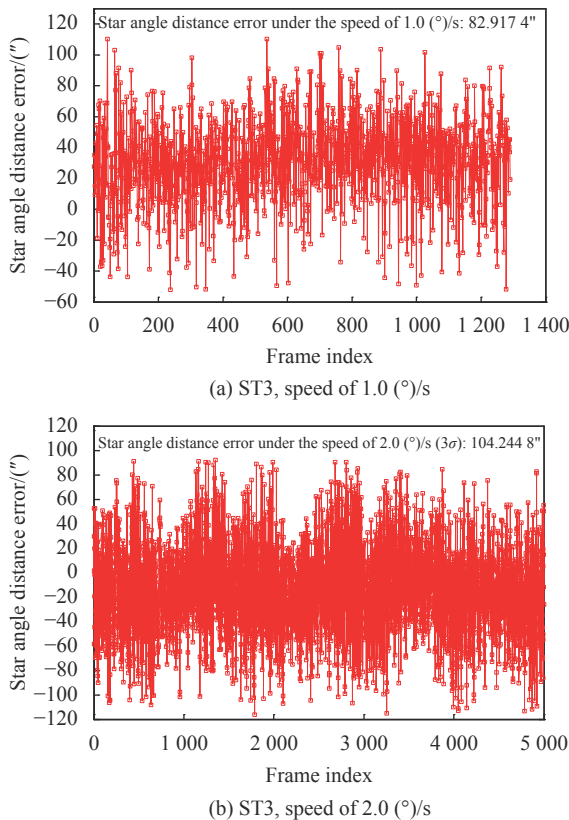 Star angle distance error under the speed of 1.0 (°)/s: 82.917 4"
Star angle distance error/(″)
120
100
80
60
40
20
0
−20
−40
−60
0 200 400 600 800 1 000 1 200 1 400
Frame index
(a) ST3, speed of 1.0 (°)/s
Star angle distance error under the speed of 2.0 (°)/s (3σ): 104.244 8"
Star angle distance error/(″)
120
100
80
60
40
20
0
−20
−40
−60
−80
−100
−120
0 1 000 2 000 3 000 4 000 5 000
Frame index
(b) ST3, speed of 2.0 (°)/s